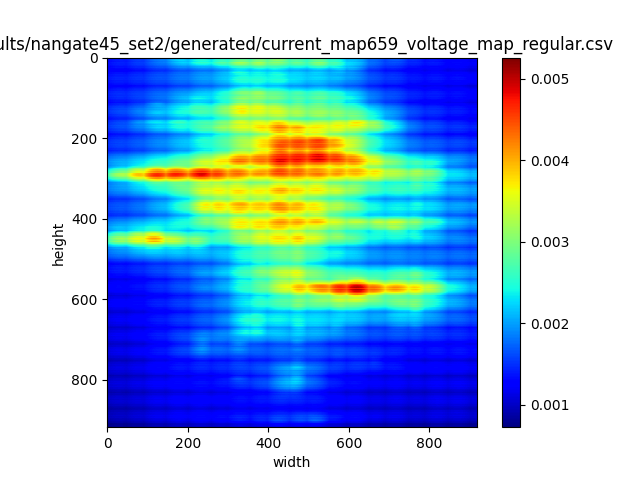 ults/nangate45_set2/generated/current_map659_voltage_map_regular.csv
0
200
400
600
800
height
0 200 400 600 800
width
0.005
0.004
0.003
0.002
0.001